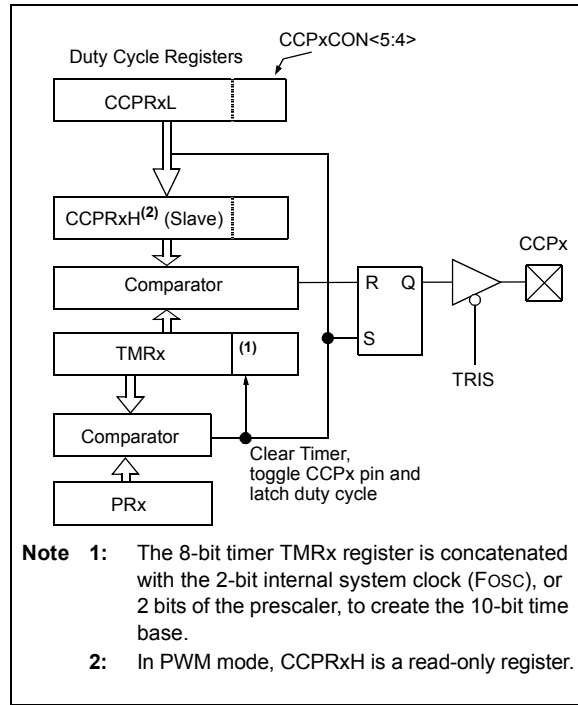 CCPxCON<5:4>
Duty Cycle Registers
CCPRxL
CCPRxH(2) (Slave)
CCPx
Comparator
R Q
S
TMRx
(1)
TRIS
Comparator
Clear Timer,
toggle CCPx pin and
latch duty cycle
PRx
Note 1: The 8-bit timer TMRx register is concatenated
with the 2-bit internal system clock (FOSC), or
2 bits of the prescaler, to create the 10-bit time
base.
2: In PWM mode, CCPRxH is a read-only register.